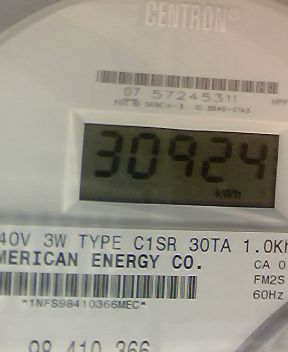 CENTRON®
07 57245311
30924
kWh
40V 3W TYPE C1SR 30TA 1.0Kh
MERICAN ENERGY CO.
CA 0
FM2S
60Hz
*1NFS98410366MEC*
98 410 366